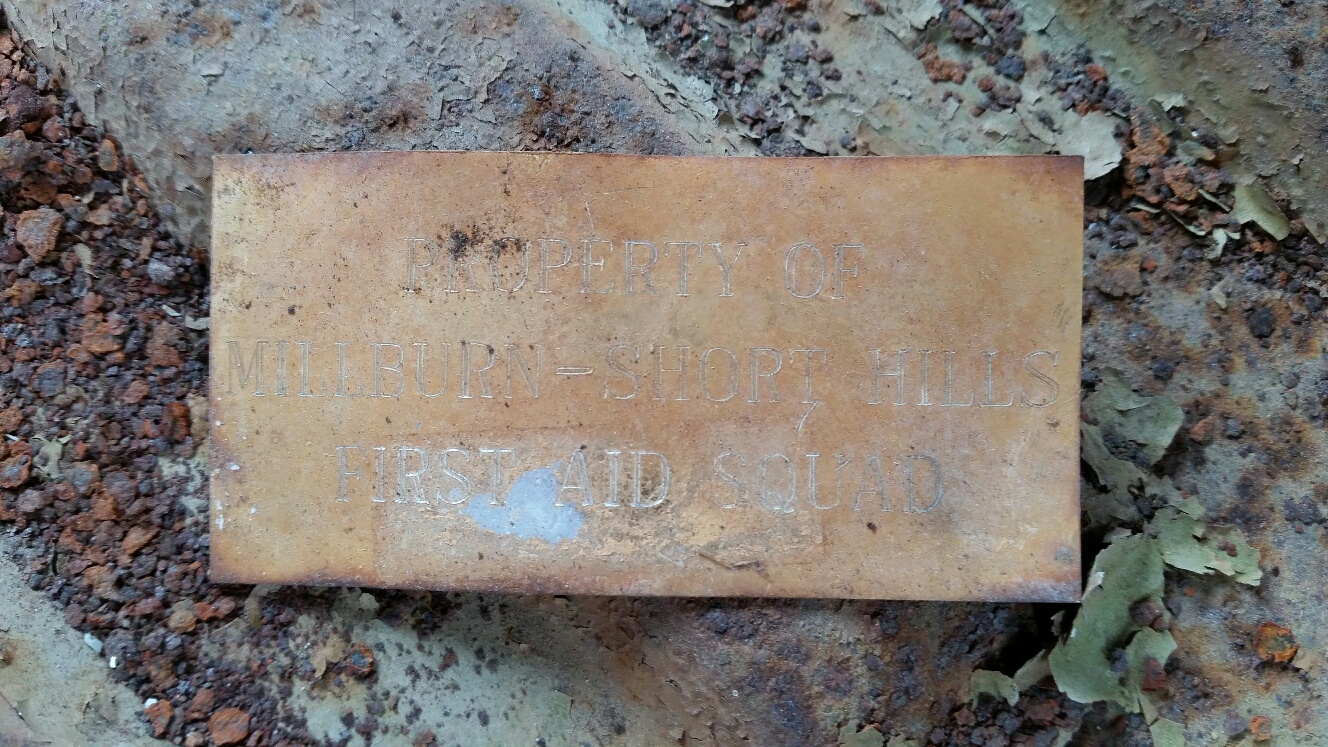 PROPERTY OF
MILLBURN-SHORT HILLS
FIRST AID SQUAD